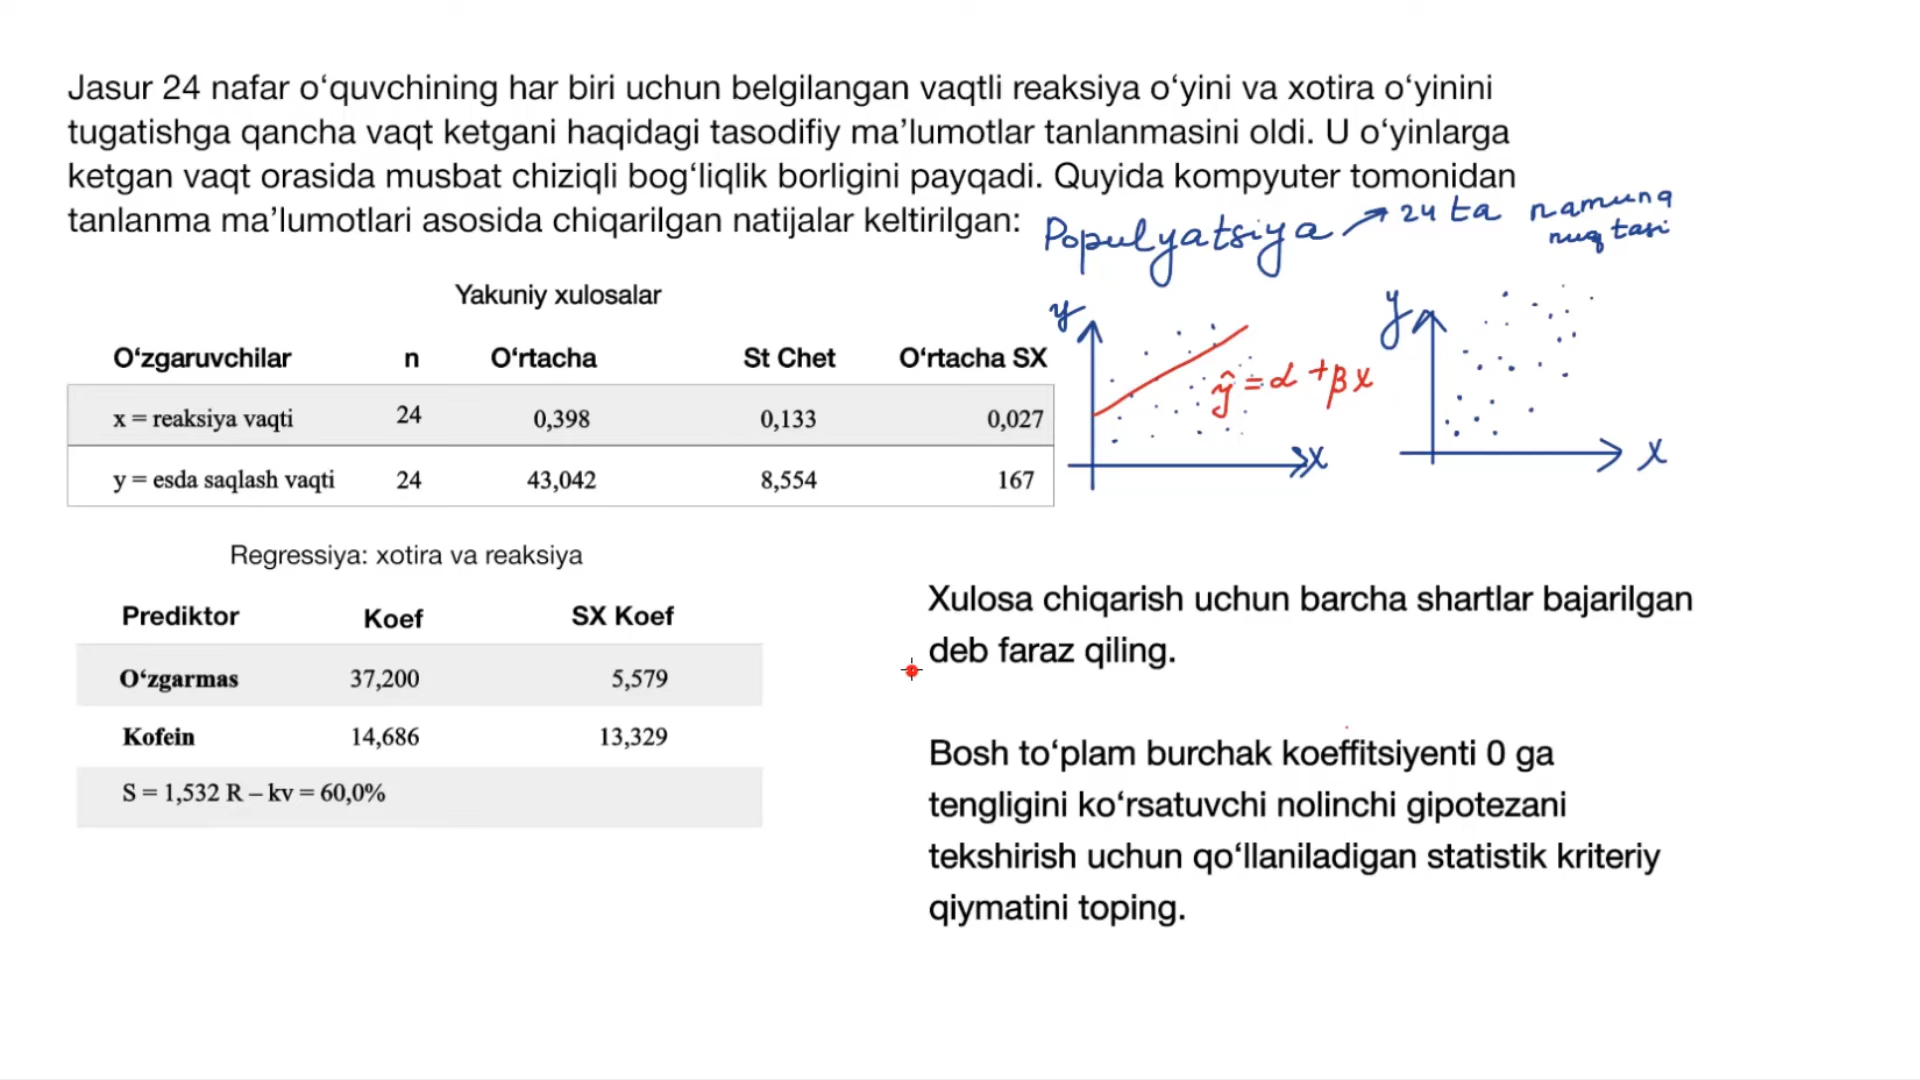 Jasur 24 nafar o‘quvchining har biri uchun belgilangan vaqtli reaksiya o‘yini va xotira o‘yinini
tugatishga qancha vaqt ketgani haqidagi tasodifiy ma’lumotlar tanlanmasini oldi. U o‘yinlarga
ketgan vaqt orasida musbat chiziqli bog‘liqlik borligini payqadi. Quyida kompyuter tomonidan
tanlanma ma’lumotlari asosida chiqarilgan natijalar keltirilgan:
Populyatsiya 24 ta namuna
nuqtasi
Yakuniy xulosalar
O‘zgaruvchilar n O‘rtacha St Chet O‘rtacha SX
x = reaksiya vaqti 24 0,398 0,133 0,027
y = esda saqlash vaqti 24 43,042 8,554 167
y
ŷ = α + βx
x
y
x
Regressiya: xotira va reaksiya
Prediktor Koef SX Koef
O‘zgarmas 37,200 5,579
Kofein 14,686 13,329
S = 1,532 R – kv = 60,0%
Xulosa chiqarish uchun barcha shartlar bajarilgan
deb faraz qiling.
Bosh to‘plam burchak koeffitsiyenti 0 ga
tengligini ko‘rsatuvchi nolinchi gipotezani
tekshirish uchun qo‘llaniladigan statistik kriteriy
qiymatini toping.